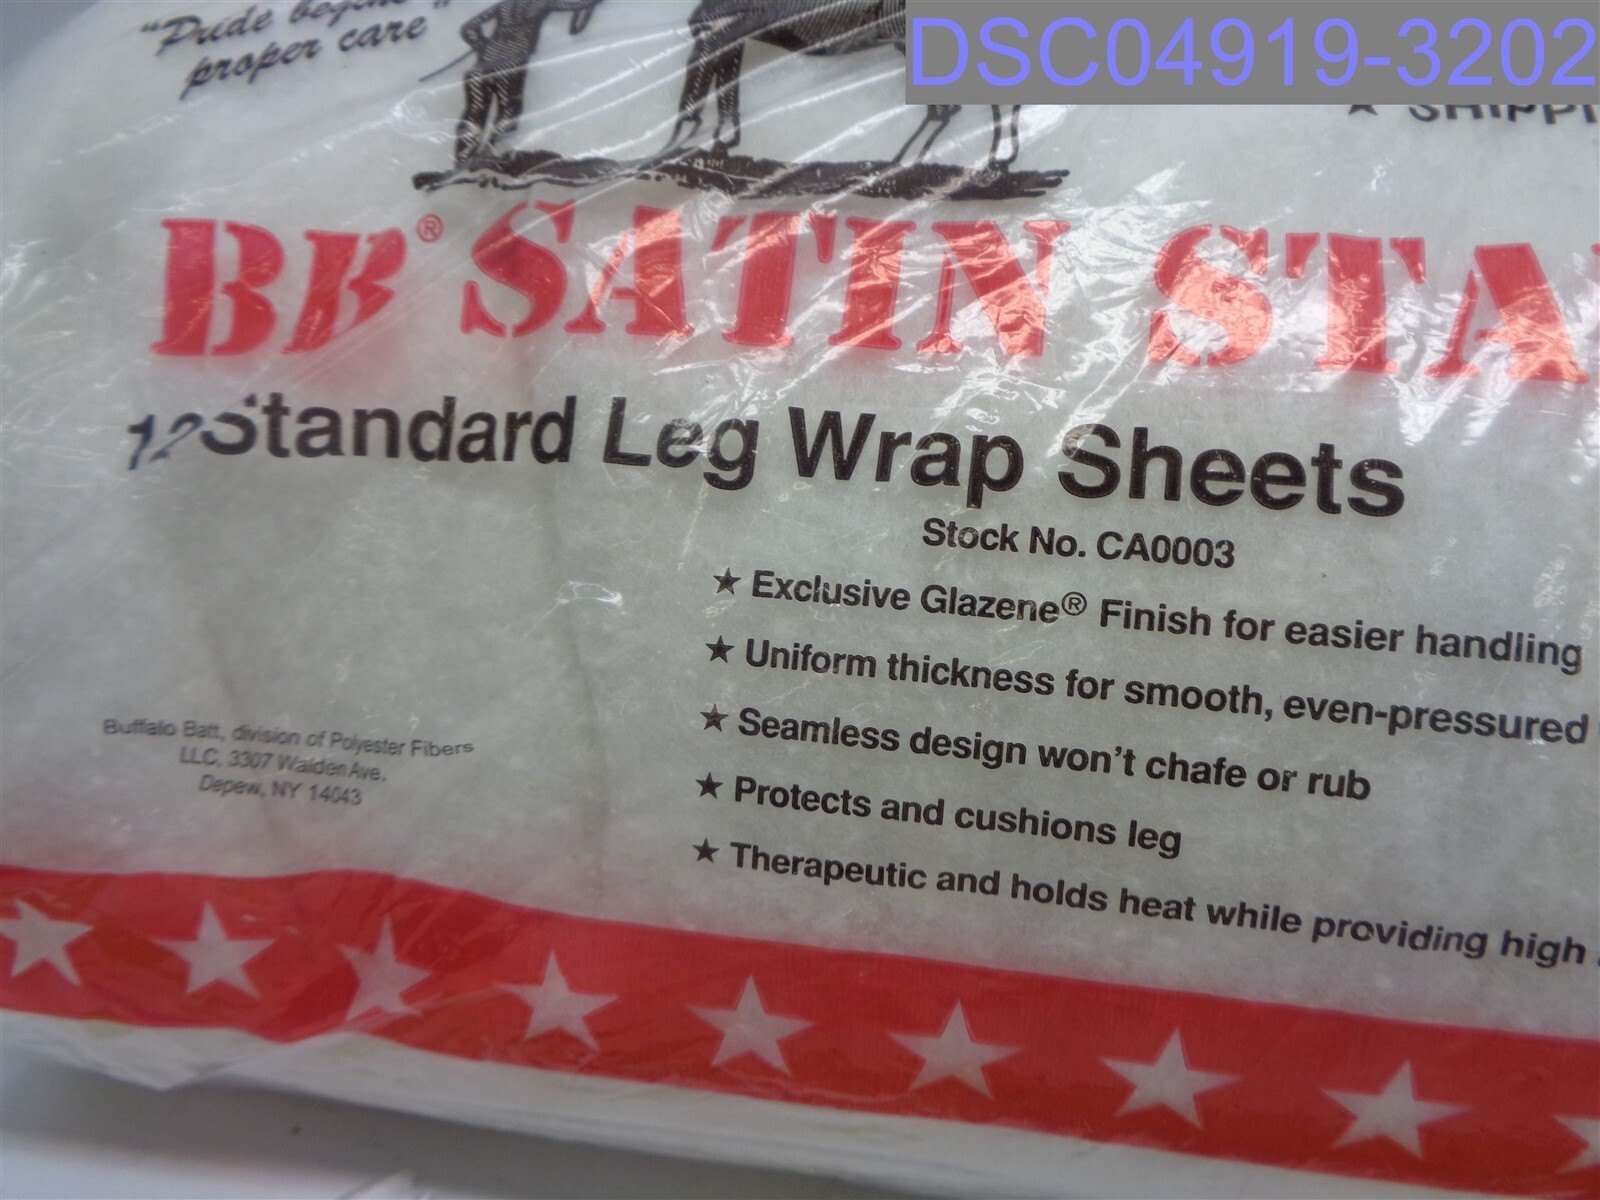 "Pride begins
proper care"
DSC04919-3202
BB® SATIN STA
12 Standard Leg Wrap Sheets
Stock No. CA0003
★ Exclusive Glazene® Finish for easier handling
★ Uniform thickness for smooth, even-pressured
★ Seamless design won't chafe or rub
★ Protects and cushions leg
★ Therapeutic and holds heat while providing high
Buffalo Batt, division of Polyester Fibers
LLC, 3307 Walden Ave.
Depew, NY 14043